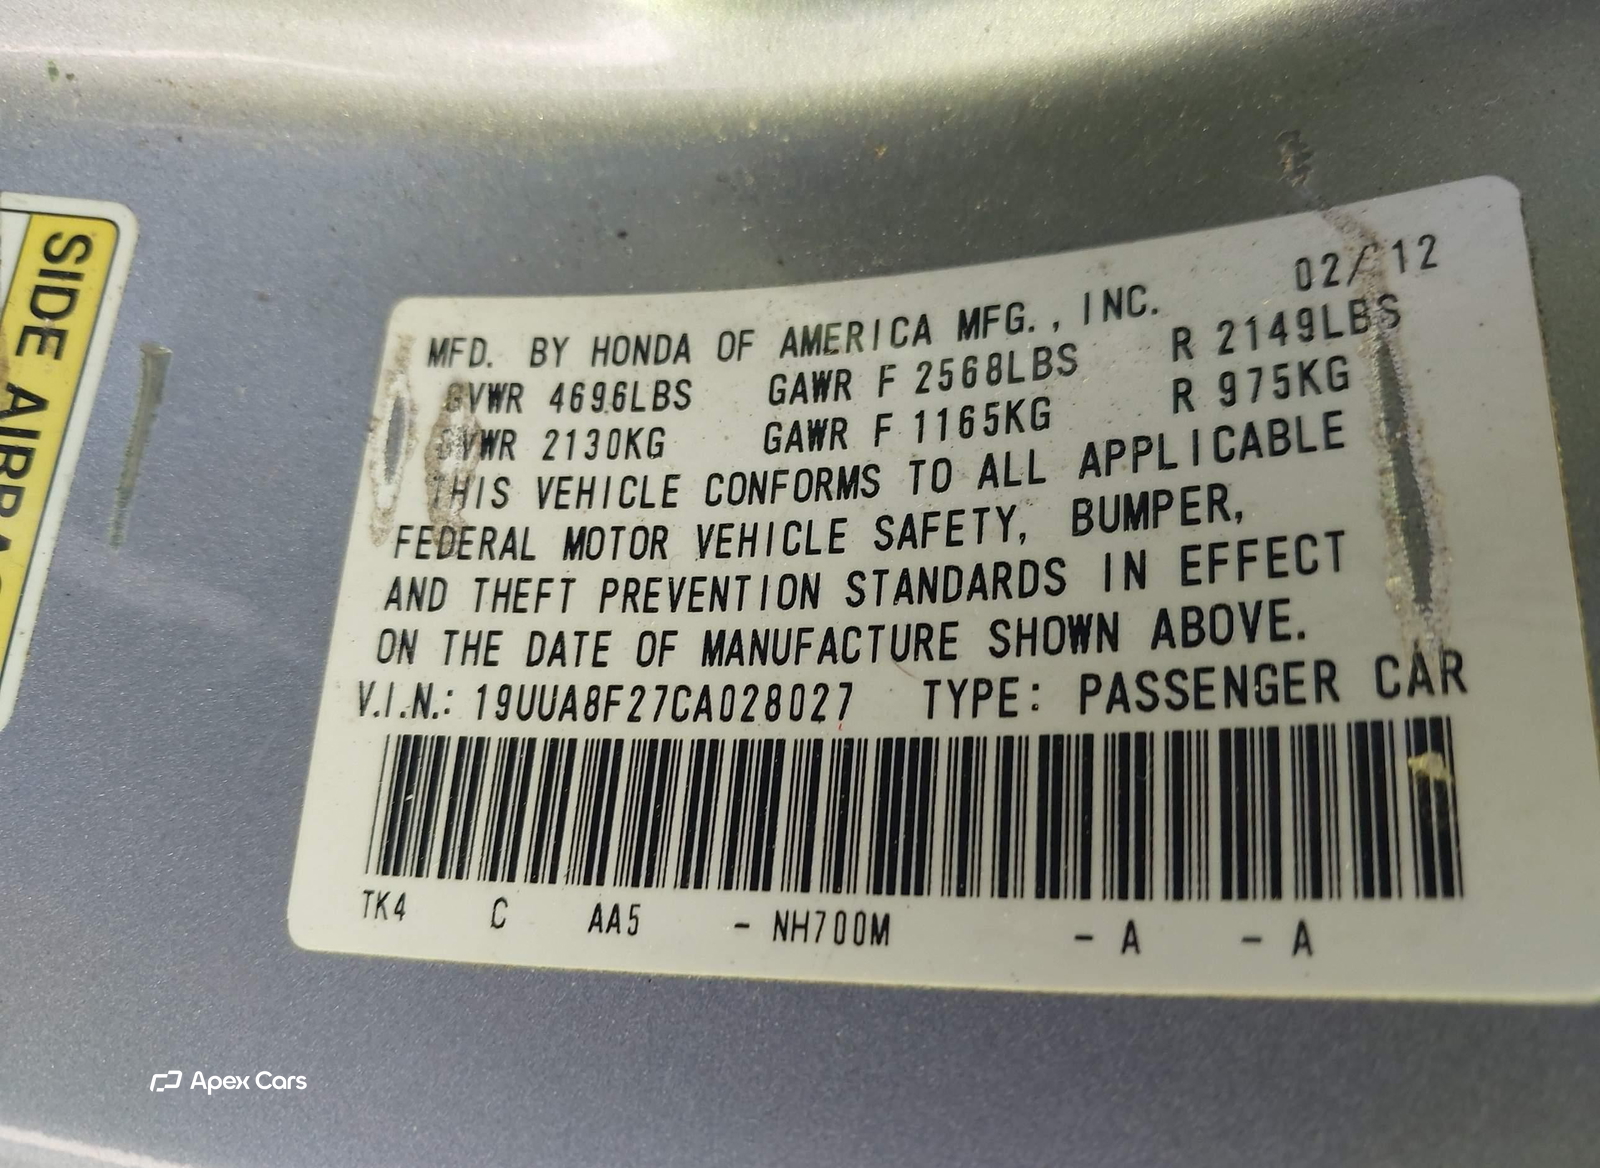 SIDE AIRBAG
02/ 12
MFD. BY HONDA OF AMERICA MFG., INC.
GVWR 4696LBS GAWR F 2568LBS R 2149LBS
GVWR 2130KG GAWR F 1165KG R 975KG
THIS VEHICLE CONFORMS TO ALL APPLICABLE
FEDERAL MOTOR VEHICLE SAFETY, BUMPER,
AND THEFT PREVENTION STANDARDS IN EFFECT
ON THE DATE OF MANUFACTURE SHOWN ABOVE.
V.I.N.: 19UUA8F27CA028027 TYPE: PASSENGER CAR
TK4 C AA5 - NH700M - A - A
Apex Cars